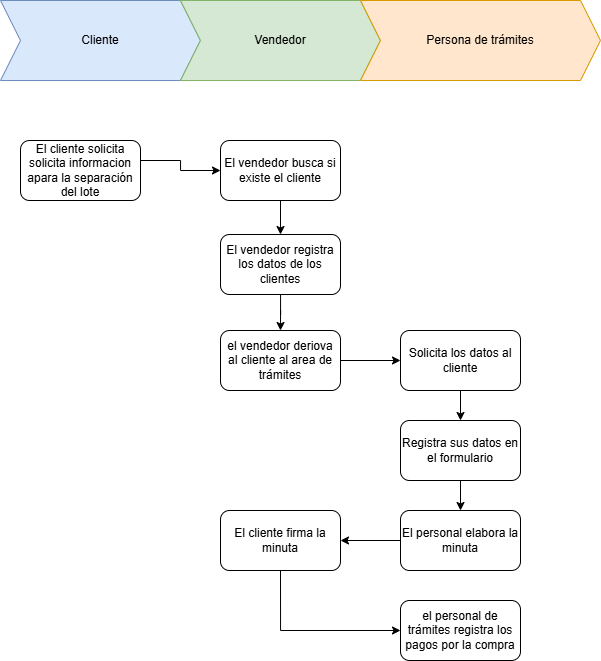 Cliente
Vendedor
Persona de trámites
El cliente solicita
solicita informacion
apara la separación
del lote
El vendedor busca si
existe el cliente
El vendedor registra
los datos de los
clientes
el vendedor deriova
al cliente al area de
trámites
Solicita los datos al
cliente
Registra sus datos en
el formulario
El cliente firma la
minuta
El personal elabora la
minuta
el personal de
trámites registra los
pagos por la compra